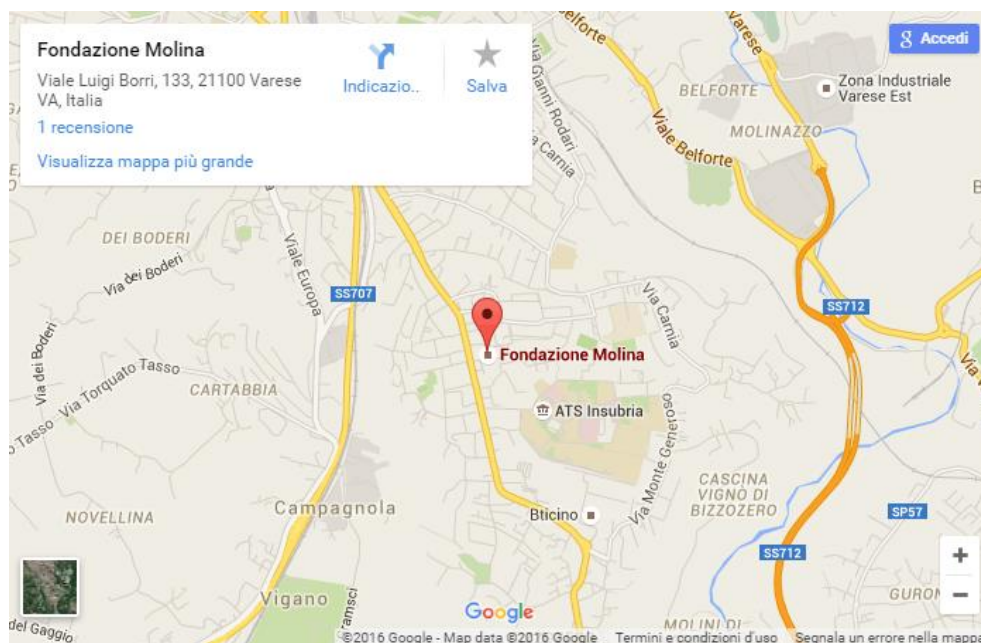 Fondazione Molina
Viale Luigi Borri, 133, 21100 Varese
VA, Italia
1 recensione
Visualizza mappa più grande
Indicazio..
Salva
Accedi
Viale Belforte
Varese
Zona Industriale
Varese Est
BELFORTE
MOLINAZZO
Viale Belforte
Via Gianni Rodari
Via Carnia
DEI BODERI
Via dei Boderi
Viale Europa
SS707
SS712
Via Carnia
Fondazione Molina
Via dei Boderi
Via Torquato Tasso
Tasso
CARTABBIA
ATS Insubria
Via Monte Generoso
CASCINA
VIGNO DI
BIZZOZERO
Campagnola
NOVELLINA
Bticino
SP57
SS712
Vigano
GURON
Google
MOLINI DI
del Gaggio
©2016 Google - Map data ©2016 Google
Termini e condizioni d'uso
Segnala un errore nella mappa
+
−